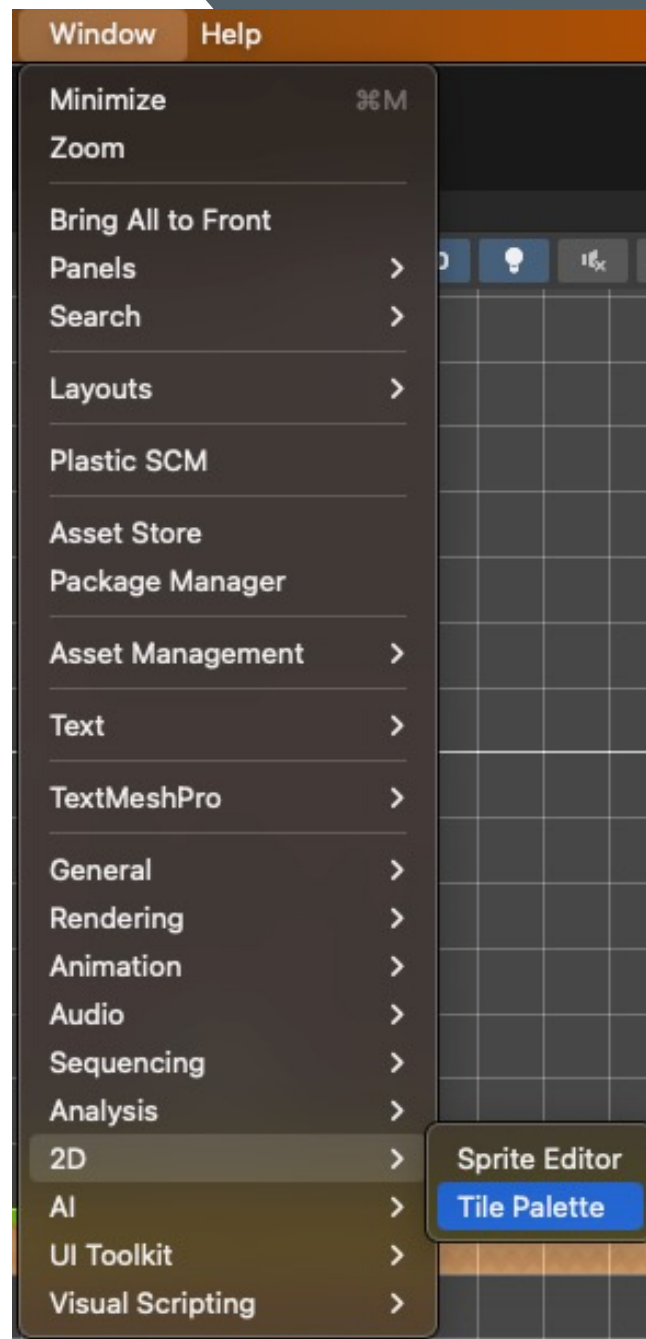 Window Help
Minimize ⌘M
Zoom
Bring All to Front
Panels
Search
Layouts
Plastic SCM
Asset Store
Package Manager
Asset Management
Text
TextMeshPro
General
Rendering
Animation
Audio
Sequencing
Analysis
2D
Sprite Editor
AI
Tile Palette
UI Toolkit
Visual Scripting